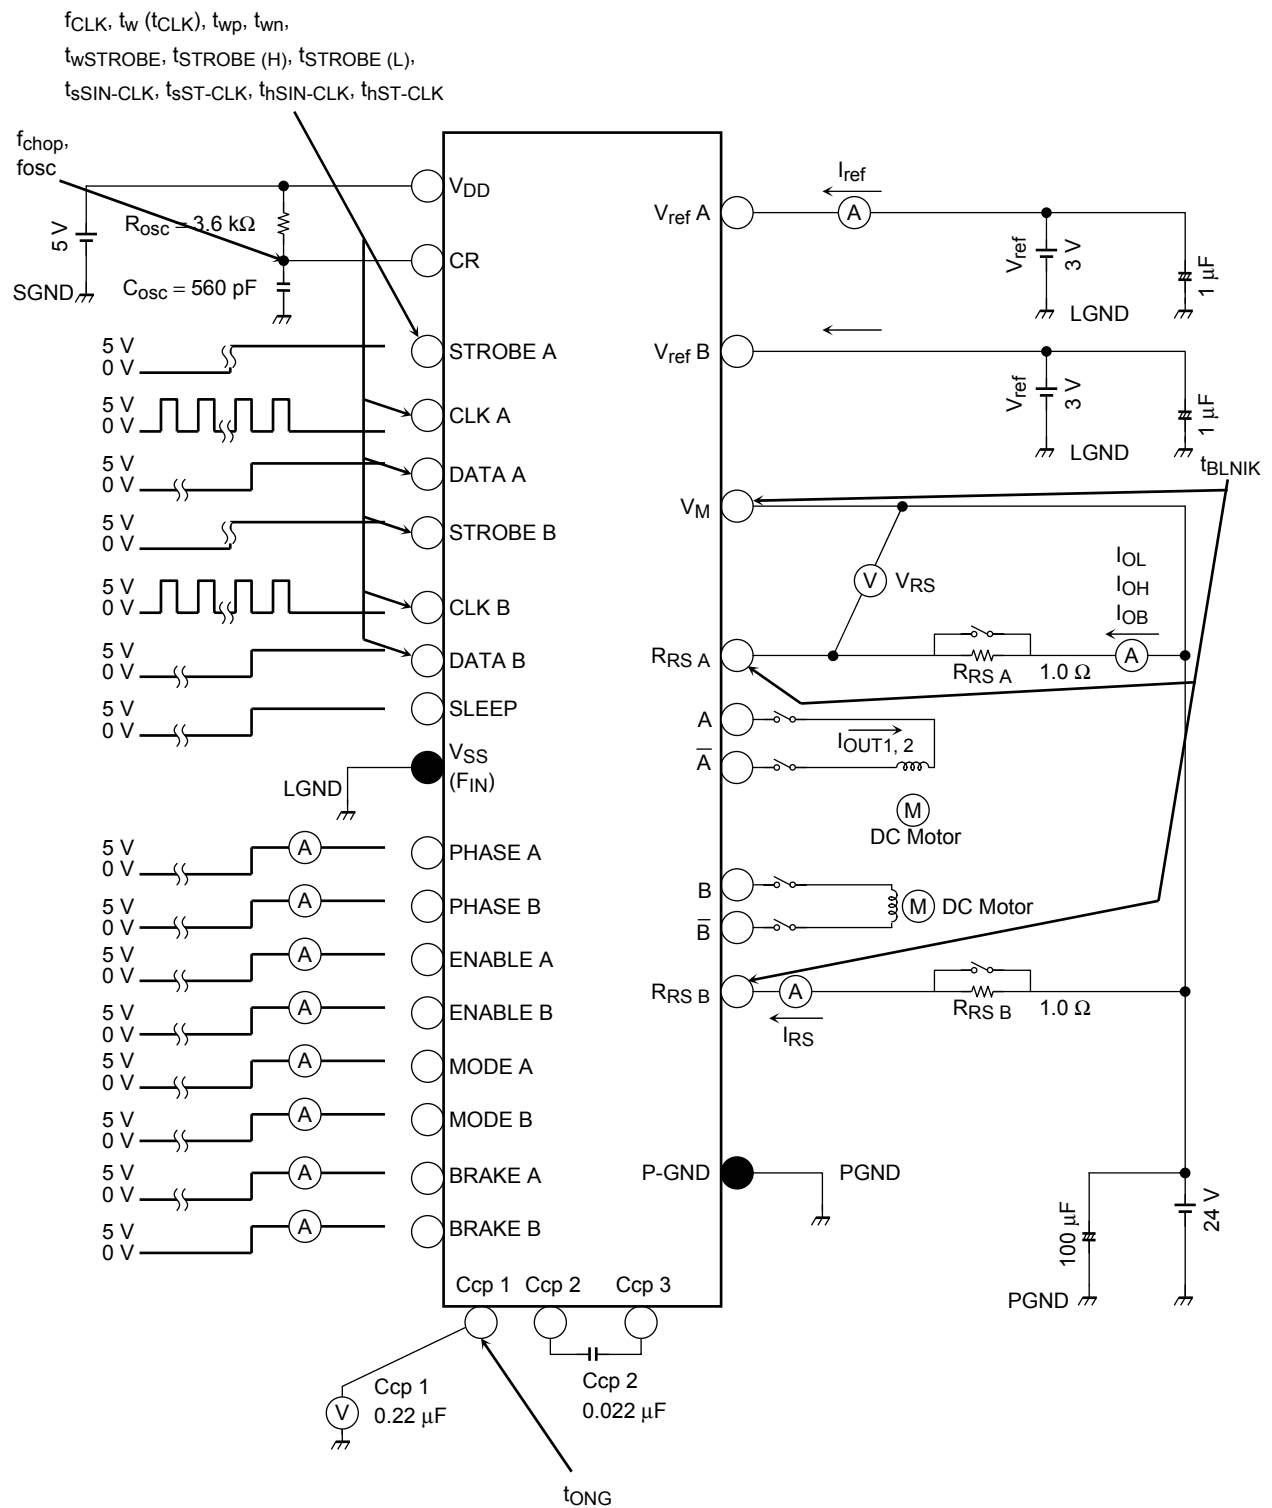 fCLK, tw (tCLK), twp, twn,
twSTROBE, tSTROBE (H), tSTROBE (L),
tsSIN-CLK, tsST-CLK, thSIN-CLK, thST-CLK
fchop,
fosc
5 V
SGND
Rosc = 3.6 kΩ
Cosc = 560 pF
VDD
CR
5 V
0 V
STROBE A
5 V
0 V
CLK A
5 V
0 V
DATA A
5 V
0 V
STROBE B
5 V
0 V
CLK B
5 V
0 V
DATA B
5 V
0 V
SLEEP
LGND
VSS
(FIN)
5 V
0 V
A
PHASE A
5 V
0 V
A
PHASE B
5 V
0 V
A
ENABLE A
5 V
0 V
A
ENABLE B
5 V
0 V
A
MODE A
5 V
0 V
A
MODE B
5 V
0 V
A
BRAKE A
5 V
0 V
A
BRAKE B
Vref A
Iref
A
Vref
3 V
LGND
1 μF
Vref B
Vref
3 V
LGND
1 μF
tBLNIK
VM
V
VRS
IOL
IOH
IOB
RRS A
RRS A
1.0 Ω
A
A
A̅
IOUT1, 2
M
DC Motor
B
B̅
M
DC Motor
RRS B
A
IRS
RRS B
1.0 Ω
P-GND
PGND
100 μF
PGND
24 V
Ccp 1
Ccp 2
Ccp 3
V
Ccp 1
0.22 μF
Ccp 2
0.022 μF
tONG